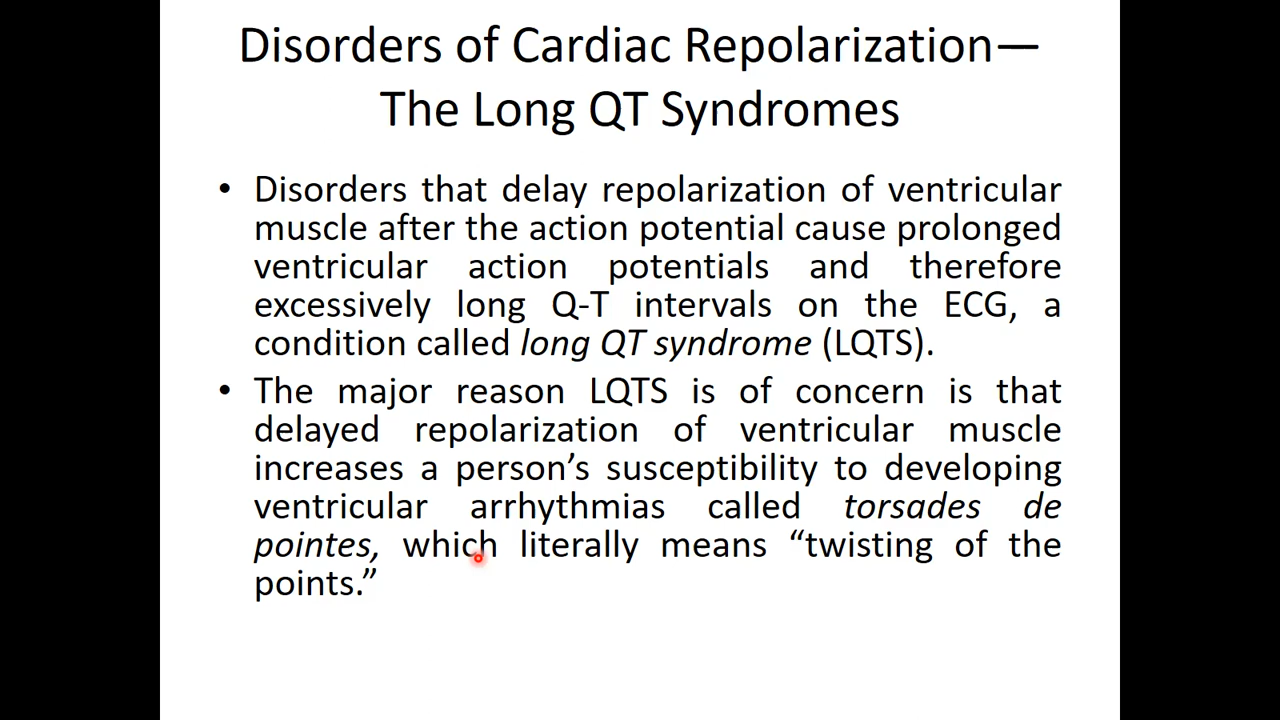 Disorders of Cardiac Repolarization—
The Long QT Syndromes
• Disorders that delay repolarization of ventricular
muscle after the action potential cause prolonged
ventricular action potentials and therefore
excessively long Q-T intervals on the ECG, a
condition called long QT syndrome (LQTS).
• The major reason LQTS is of concern is that
delayed repolarization of ventricular muscle
increases a person’s susceptibility to developing
ventricular arrhythmias called torsades de
pointes, which literally means “twisting of the
points.”